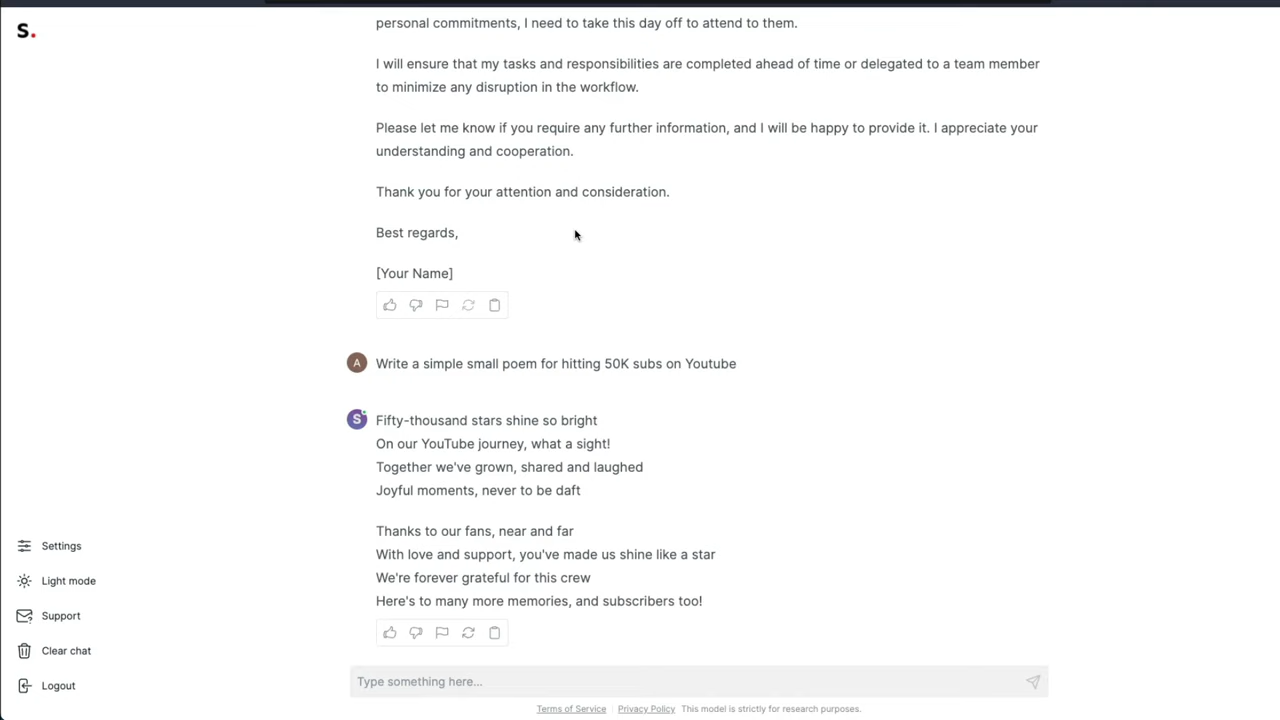 S.
personal commitments, I need to take this day off to attend to them.
I will ensure that my tasks and responsibilities are completed ahead of time or delegated to a team member
to minimize any disruption in the workflow.
Please let me know if you require any further information, and I will be happy to provide it. I appreciate your
understanding and cooperation.
Thank you for your attention and consideration.
Best regards,
[Your Name]
A
Write a simple small poem for hitting 50K subs on Youtube
S
Fifty-thousand stars shine so bright
On our YouTube journey, what a sight!
Together we've grown, shared and laughed
Joyful moments, never to be daft
Thanks to our fans, near and far
With love and support, you've made us shine like a star
We're forever grateful for this crew
Here's to many more memories, and subscribers too!
Settings
Light mode
Support
Clear chat
Logout
Type something here...
Terms of Service | Privacy Policy This model is strictly for research purposes.